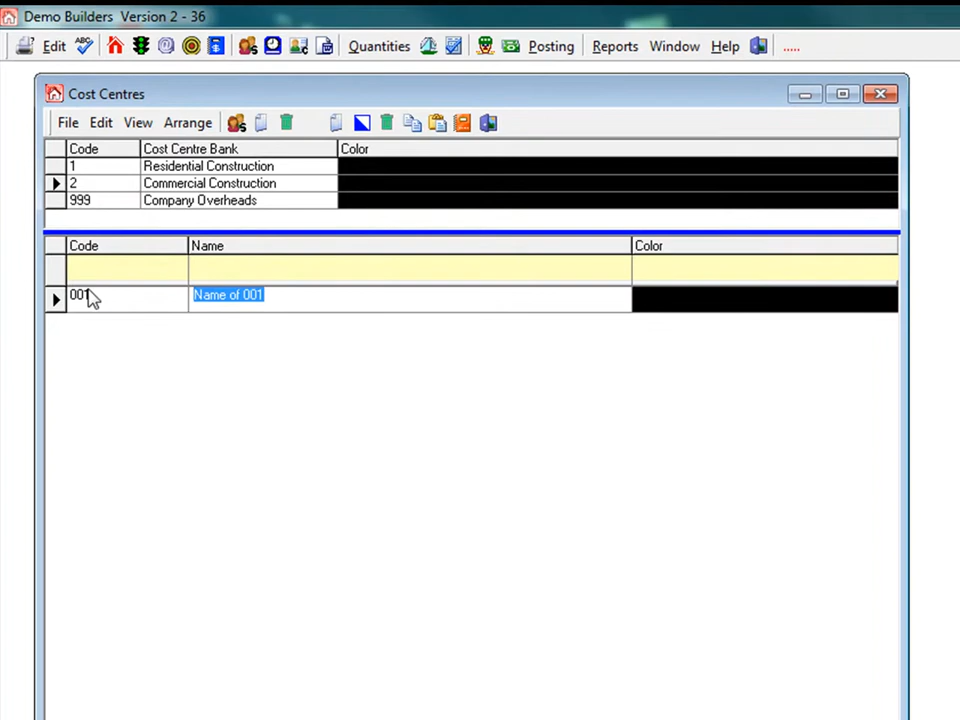 Demo Builders Version 2 - 36
Edit ABC Quantities Posting Reports Window Help .....
Cost Centres
File Edit View Arrange
Code Cost Centre Bank Color
1 Residential Construction
2 Commercial Construction
999 Company Overheads
Code Name Color
001 Name of 001